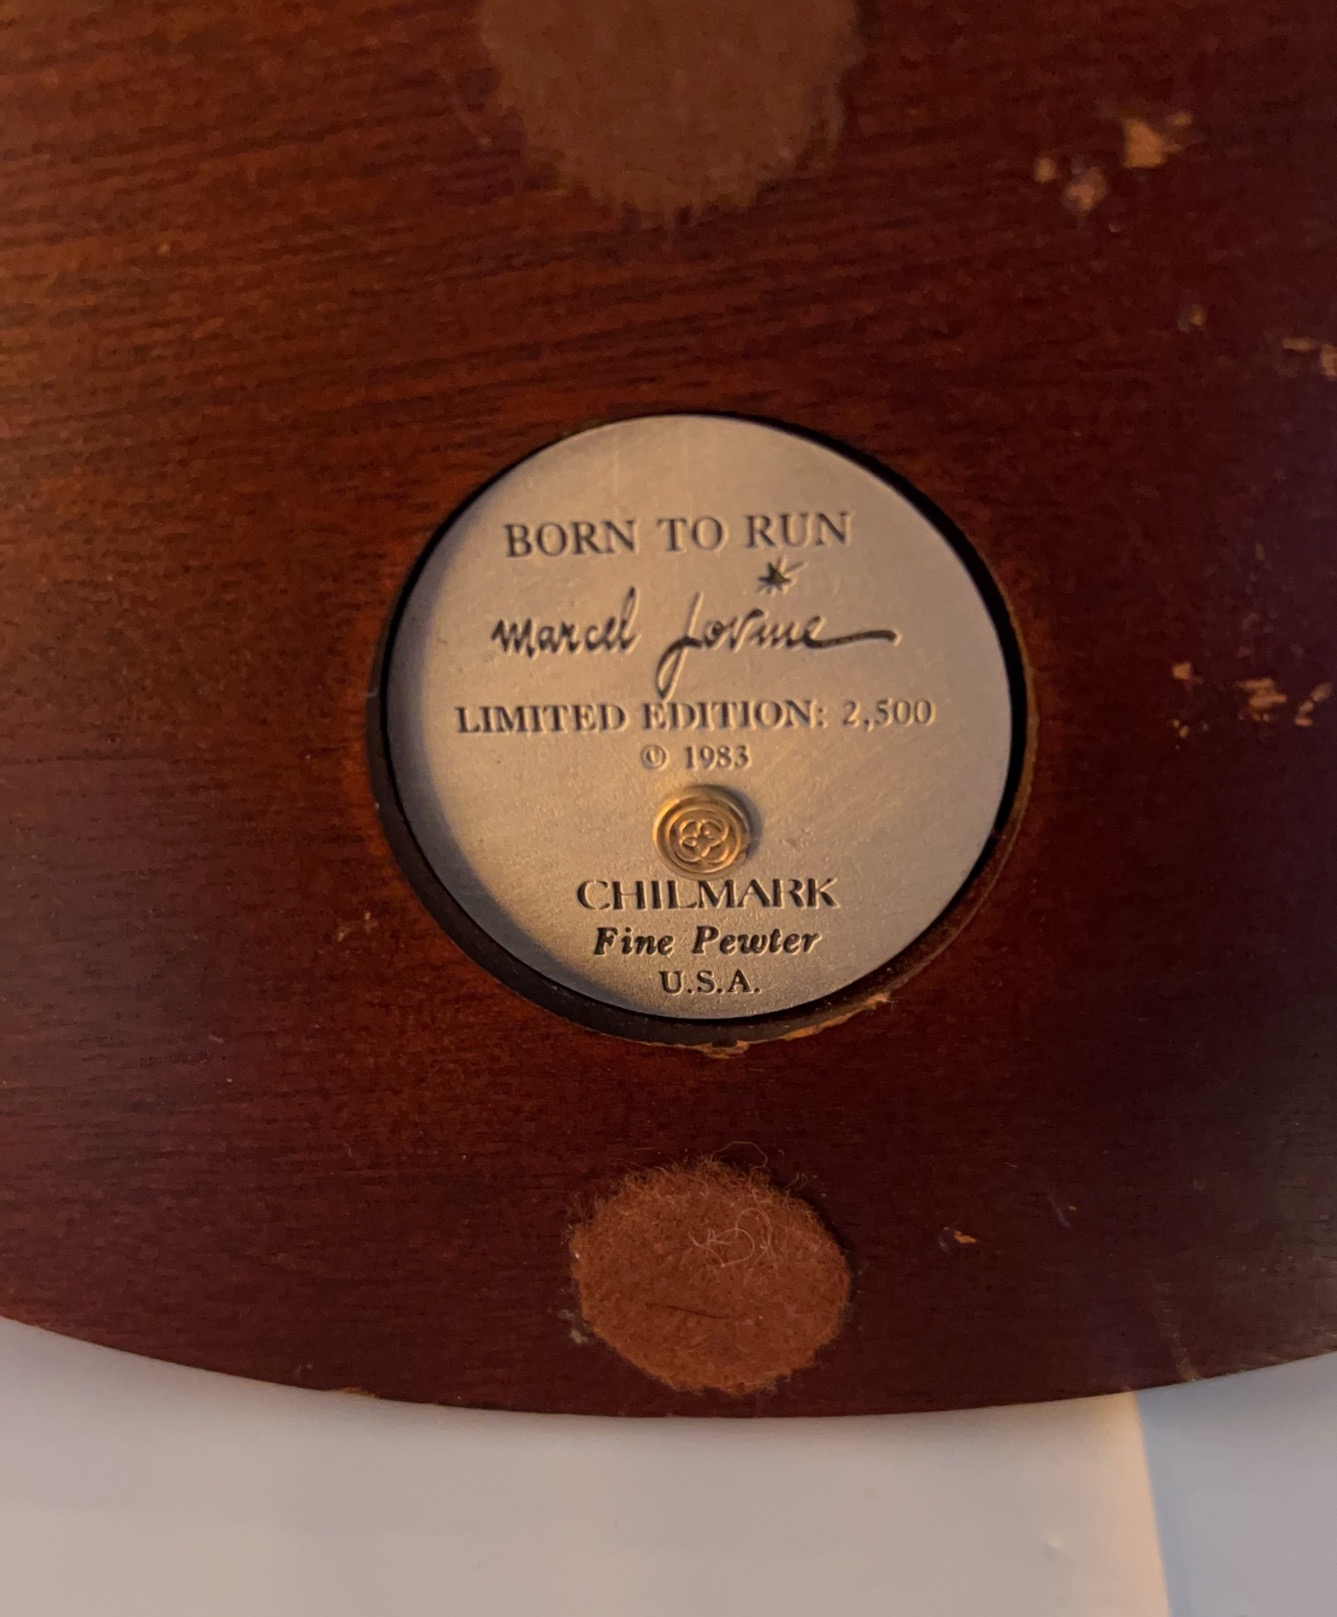 BORN TO RUN
Marcel Jovine
LIMITED EDITION: 2,500
© 1983
CHILMARK
Fine Pewter
U.S.A.